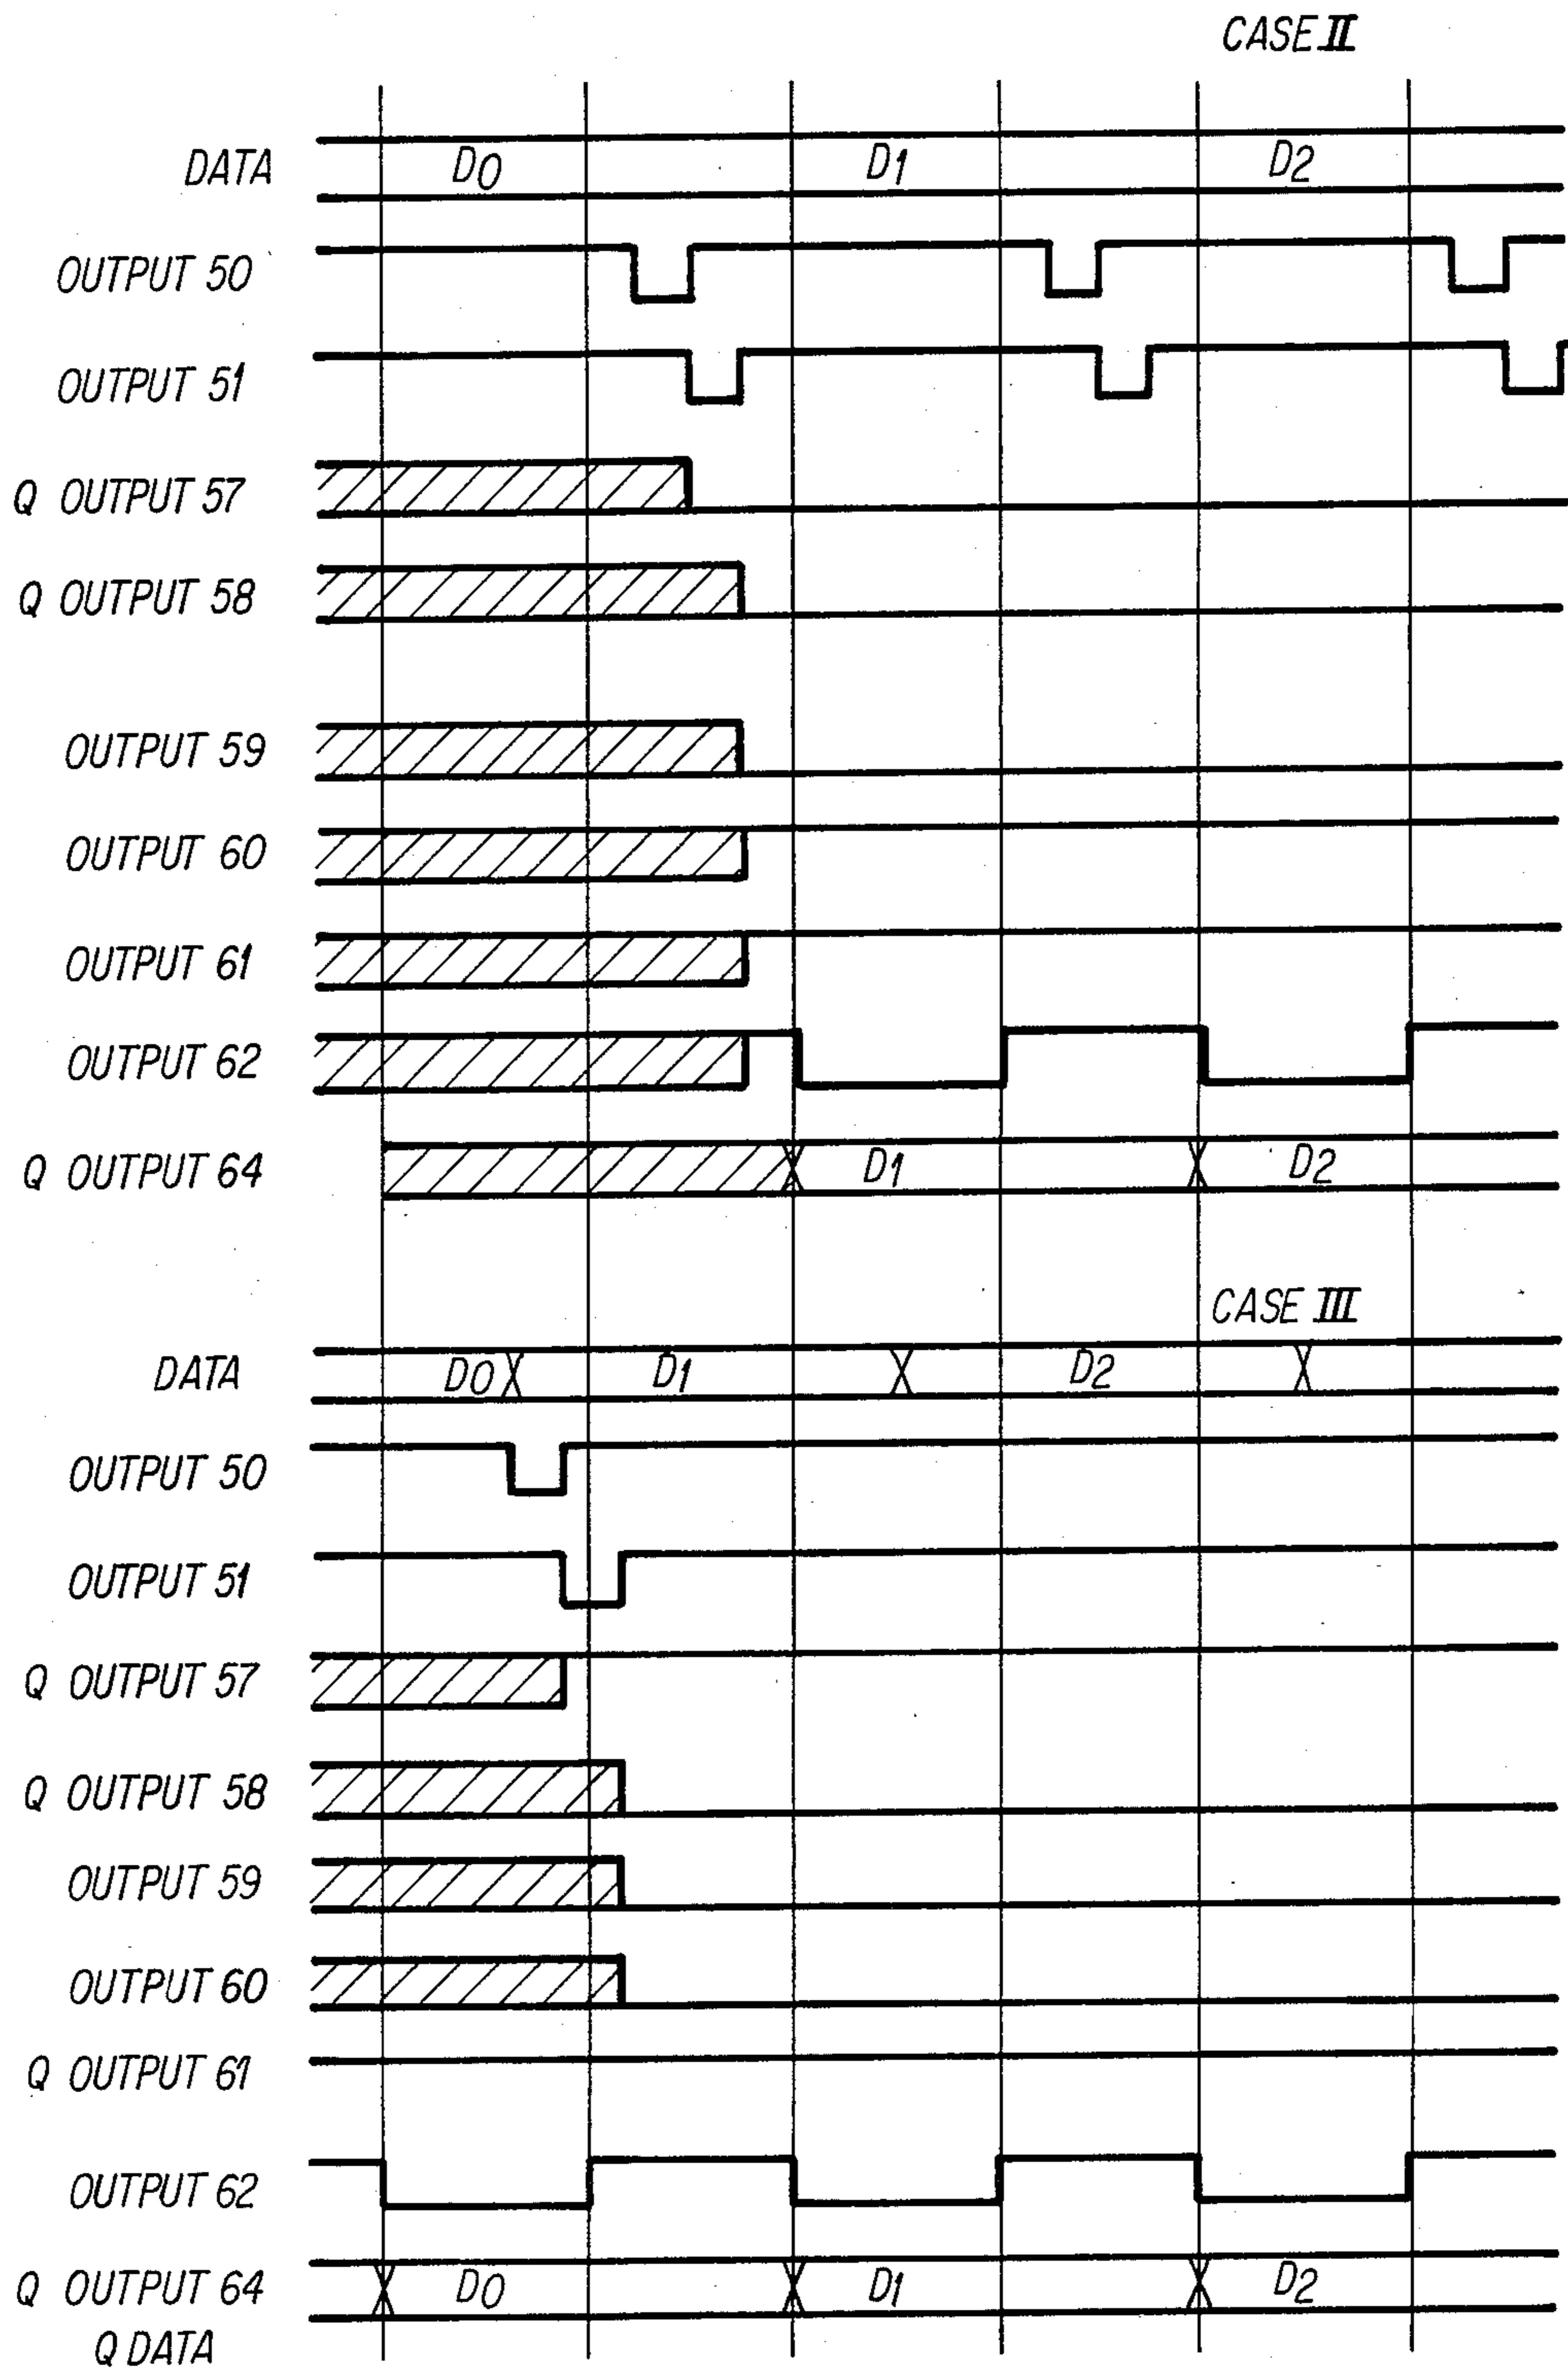 CASE II
DATA D0 D1 D2
OUTPUT 50
OUTPUT 51
Q OUTPUT 57
Q OUTPUT 58
OUTPUT 59
OUTPUT 60
OUTPUT 61
OUTPUT 62
Q OUTPUT 64 D1 D2
CASE III
DATA D0 D1 D2
OUTPUT 50
OUTPUT 51
Q OUTPUT 57
Q OUTPUT 58
OUTPUT 59
OUTPUT 60
Q OUTPUT 61
OUTPUT 62
Q OUTPUT 64 D0 D1 D2
Q DATA